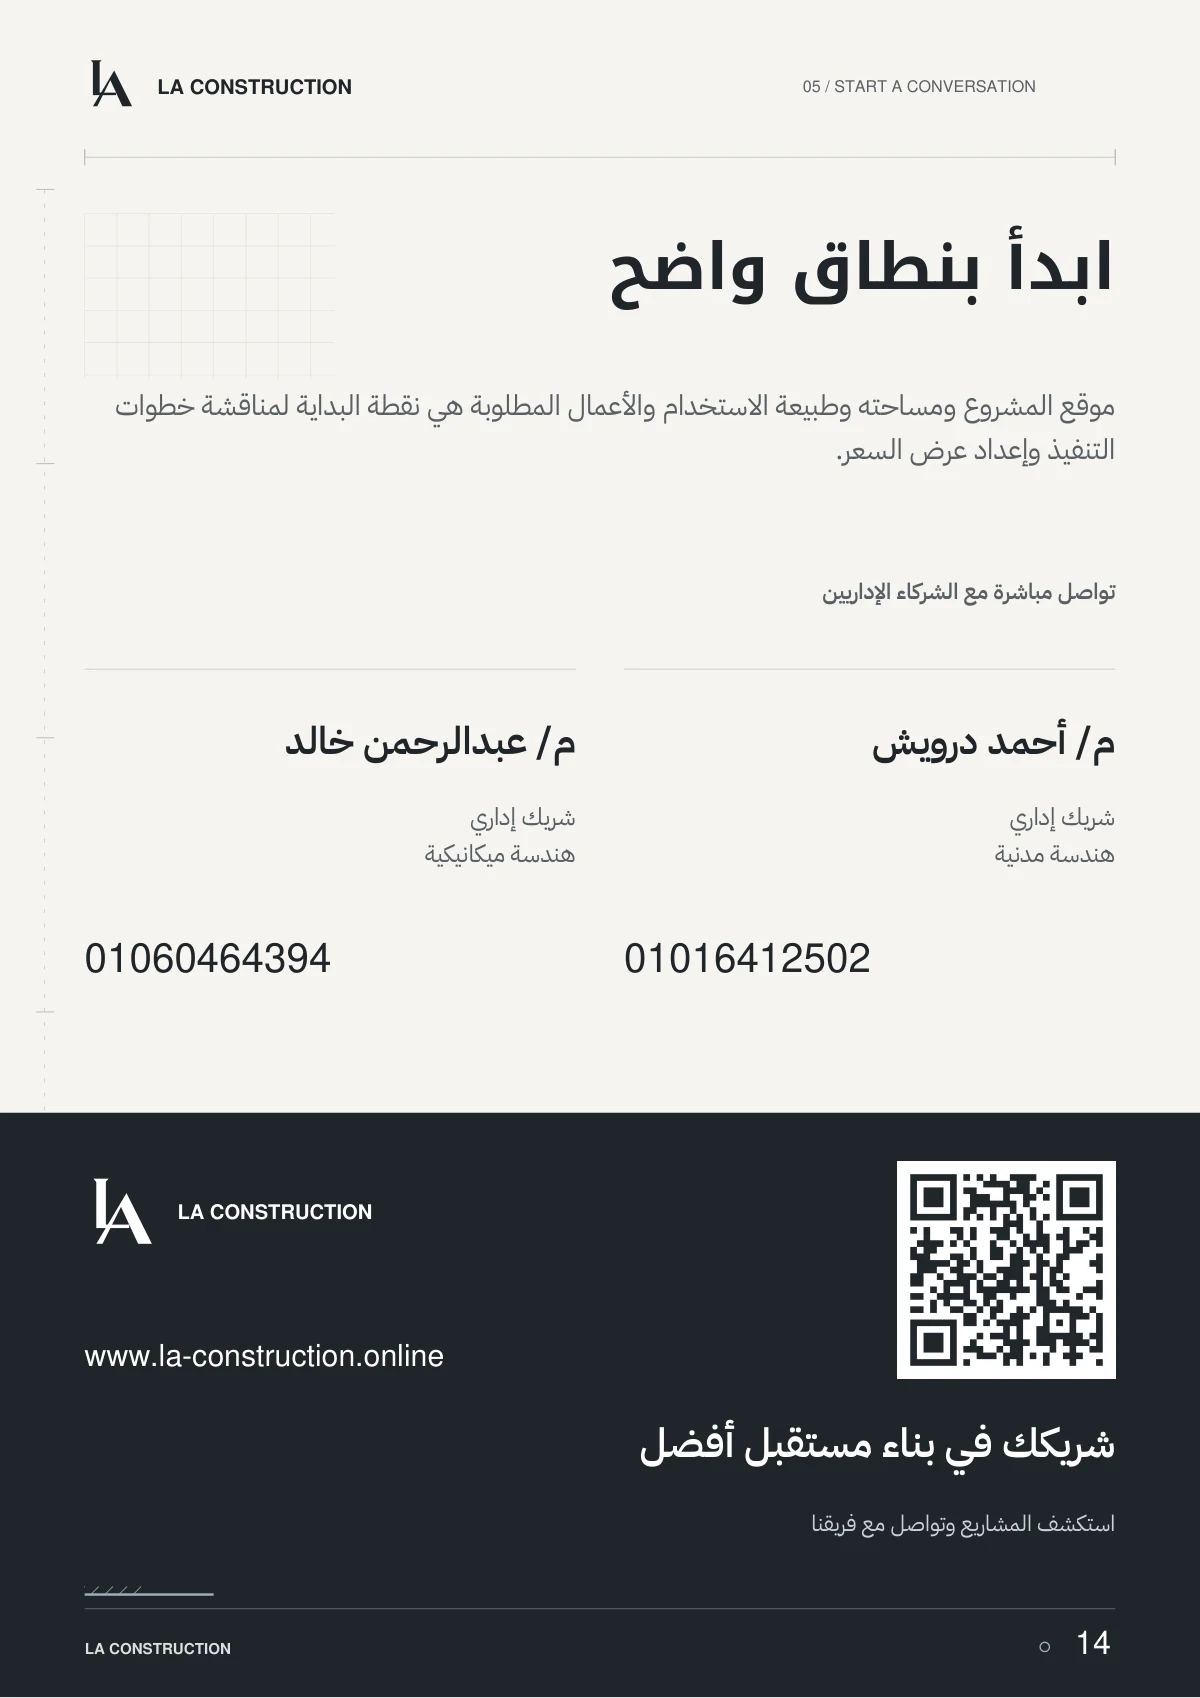 LA CONSTRUCTION
05 / START A CONVERSATION
ابدأ بنطاق واضح
موقع المشروع ومساحته وطبيعة الاستخدام والأعمال المطلوبة هي نقطة البداية لمناقشة خطوات
التنفيذ وإعداد عرض السعر.
تواصل مباشرة مع الشركاء الإداريين
م/ أحمد درويش
شريك إداري
هندسة مدنية
01016412502
م/ عبدالرحمن خالد
شريك إداري
هندسة ميكانيكية
01060464394
LA CONSTRUCTION
www.la-construction.online
شريكك في بناء مستقبل أفضل
استكشف المشاريع وتواصل مع فريقنا
LA CONSTRUCTION
14